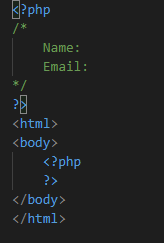 <?php
/*
    Name:
    Email:
*/
?>
<html>
<body>
    <?php
    ?>
</body>
</html>